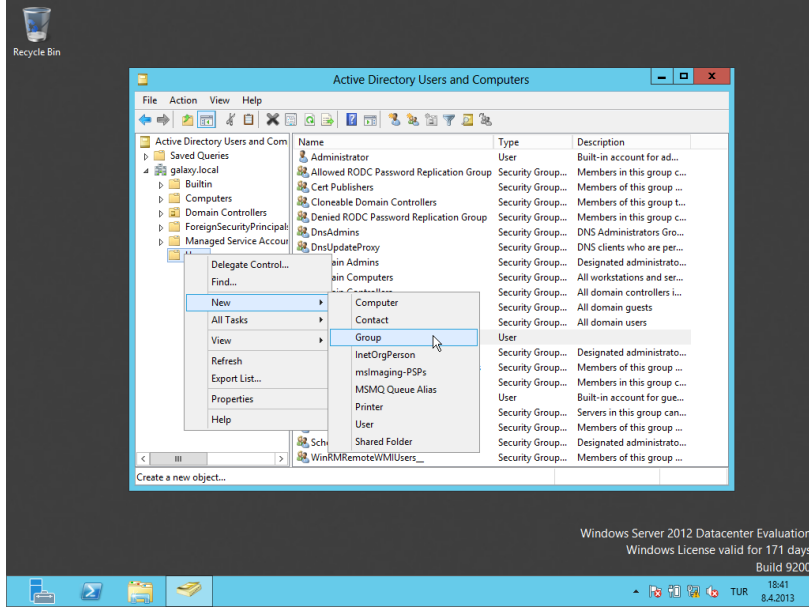 Recycle Bin
Active Directory Users and Computers
File Action View Help
Active Directory Users and Com
Saved Queries
galaxy.local
Builtin
Computers
Domain Controllers
ForeignSecurityPrincipals
Managed Service Accour
Name Type Description
Administrator User Built-in account for ad...
Allowed RODC Password Replication Group Security Group... Members in this group c...
Cert Publishers Security Group... Members of this group ...
Cloneable Domain Controllers Security Group... Members of this group t...
Denied RODC Password Replication Group Security Group... Members in this group c...
DnsAdmins Security Group... DNS Administrators Gro...
DnsUpdateProxy Security Group... DNS clients who are per...
ain Admins Security Group... Designated administrato...
ain Computers Security Group... All workstations and ser...
Security Group... All domain controllers i...
Security Group... All domain guests
Security Group... All domain users
User
Security Group... Designated administrato...
Security Group... Members of this group ...
Security Group... Members in this group c...
User Built-in account for gue...
Security Group... Servers in this group can...
Security Group... Members of this group ...
Sche Security Group... Designated administrato...
WinRMRemoteWMIUsers__ Security Group... Members of this group ...
Delegate Control...
Find...
New
All Tasks
View
Refresh
Export List...
Properties
Help
Computer
Contact
Group
InetOrgPerson
msImaging-PSPs
MSMQ Queue Alias
Printer
User
Shared Folder
Create a new object...
Windows Server 2012 Datacenter Evaluation
Windows License valid for 171 days
Build 9200
TUR
18:41
8.4.2013